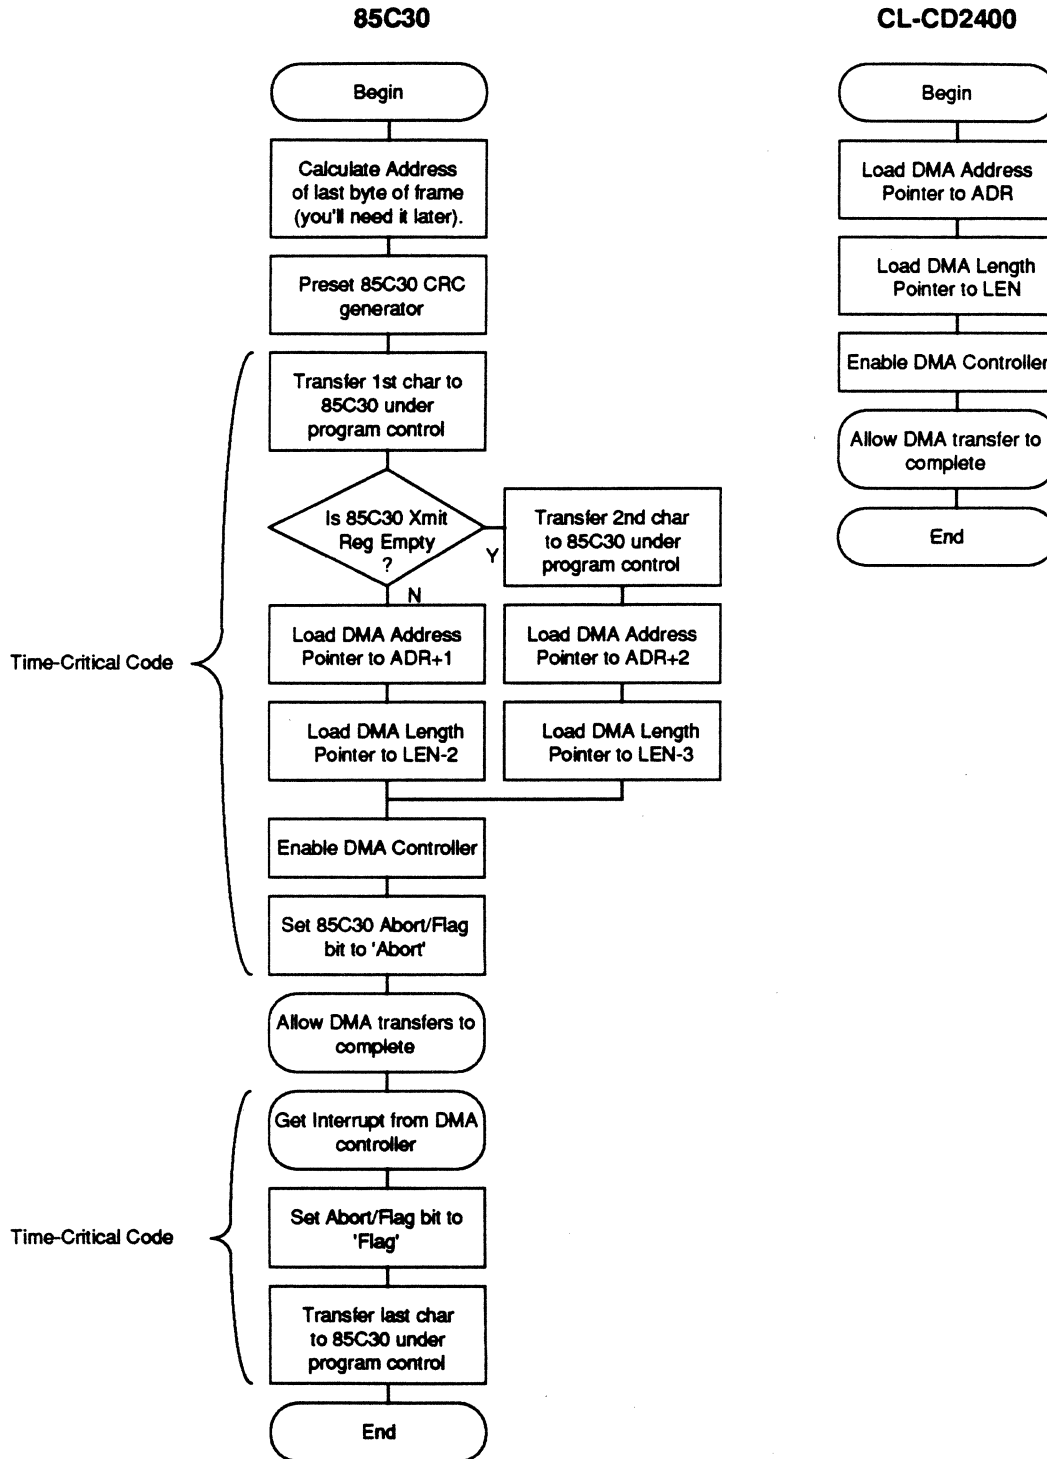 85C30
Begin
Calculate Address
of last byte of frame
(you'll need it later).
Preset 85C30 CRC
generator
Transfer 1st char to
85C30 under
program control
Is 85C30 Xmit
Reg Empty
?
Y
N
Transfer 2nd char
to 85C30 under
program control
Load DMA Address
Pointer to ADR+1
Load DMA Address
Pointer to ADR+2
Time-Critical Code
Load DMA Length
Pointer to LEN-2
Load DMA Length
Pointer to LEN-3
Enable DMA Controller
Set 85C30 Abort/Flag
bit to 'Abort'
Allow DMA transfers to
complete
Get Interrupt from DMA
controller
Set Abort/Flag bit to
'Flag'
Time-Critical Code
Transfer last char
to 85C30 under
program control
End
CL-CD2400
Begin
Load DMA Address
Pointer to ADR
Load DMA Length
Pointer to LEN
Enable DMA Controller
Allow DMA transfer to
complete
End